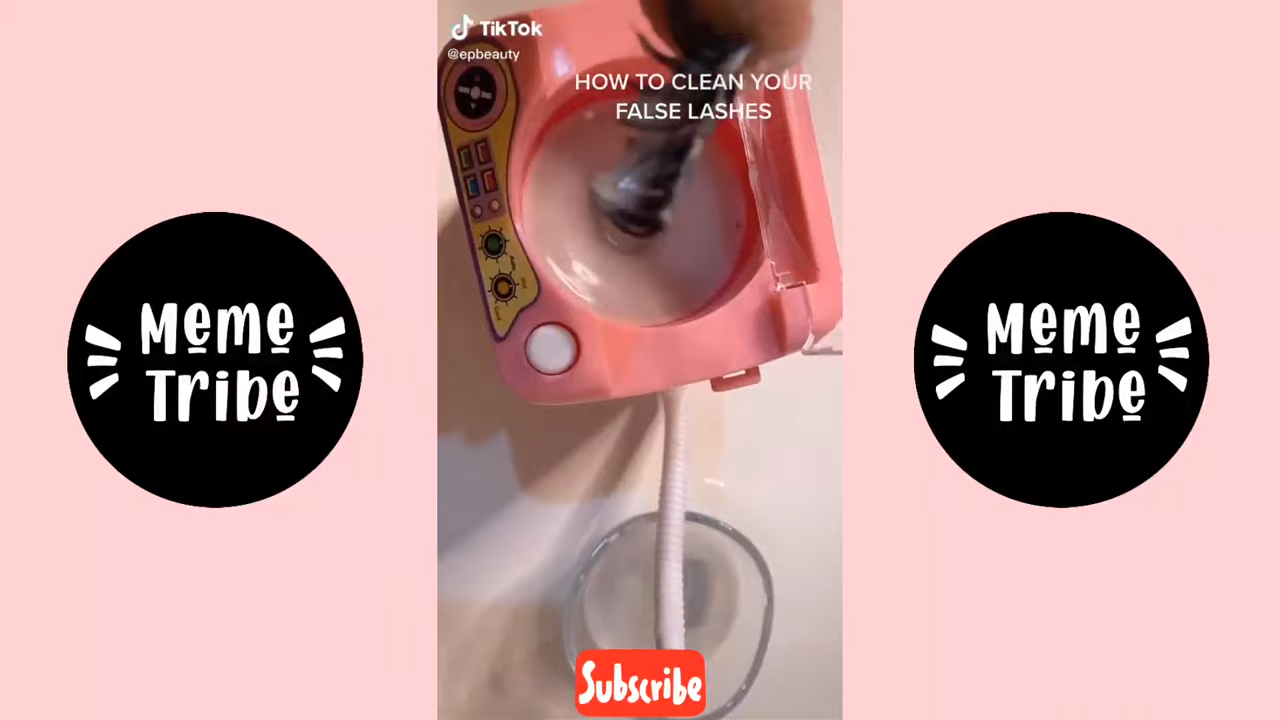 TikTok
@epbeauty
HOW TO CLEAN YOUR
FALSE LASHES
Meme
Tribe
Meme
Tribe
Subscribe